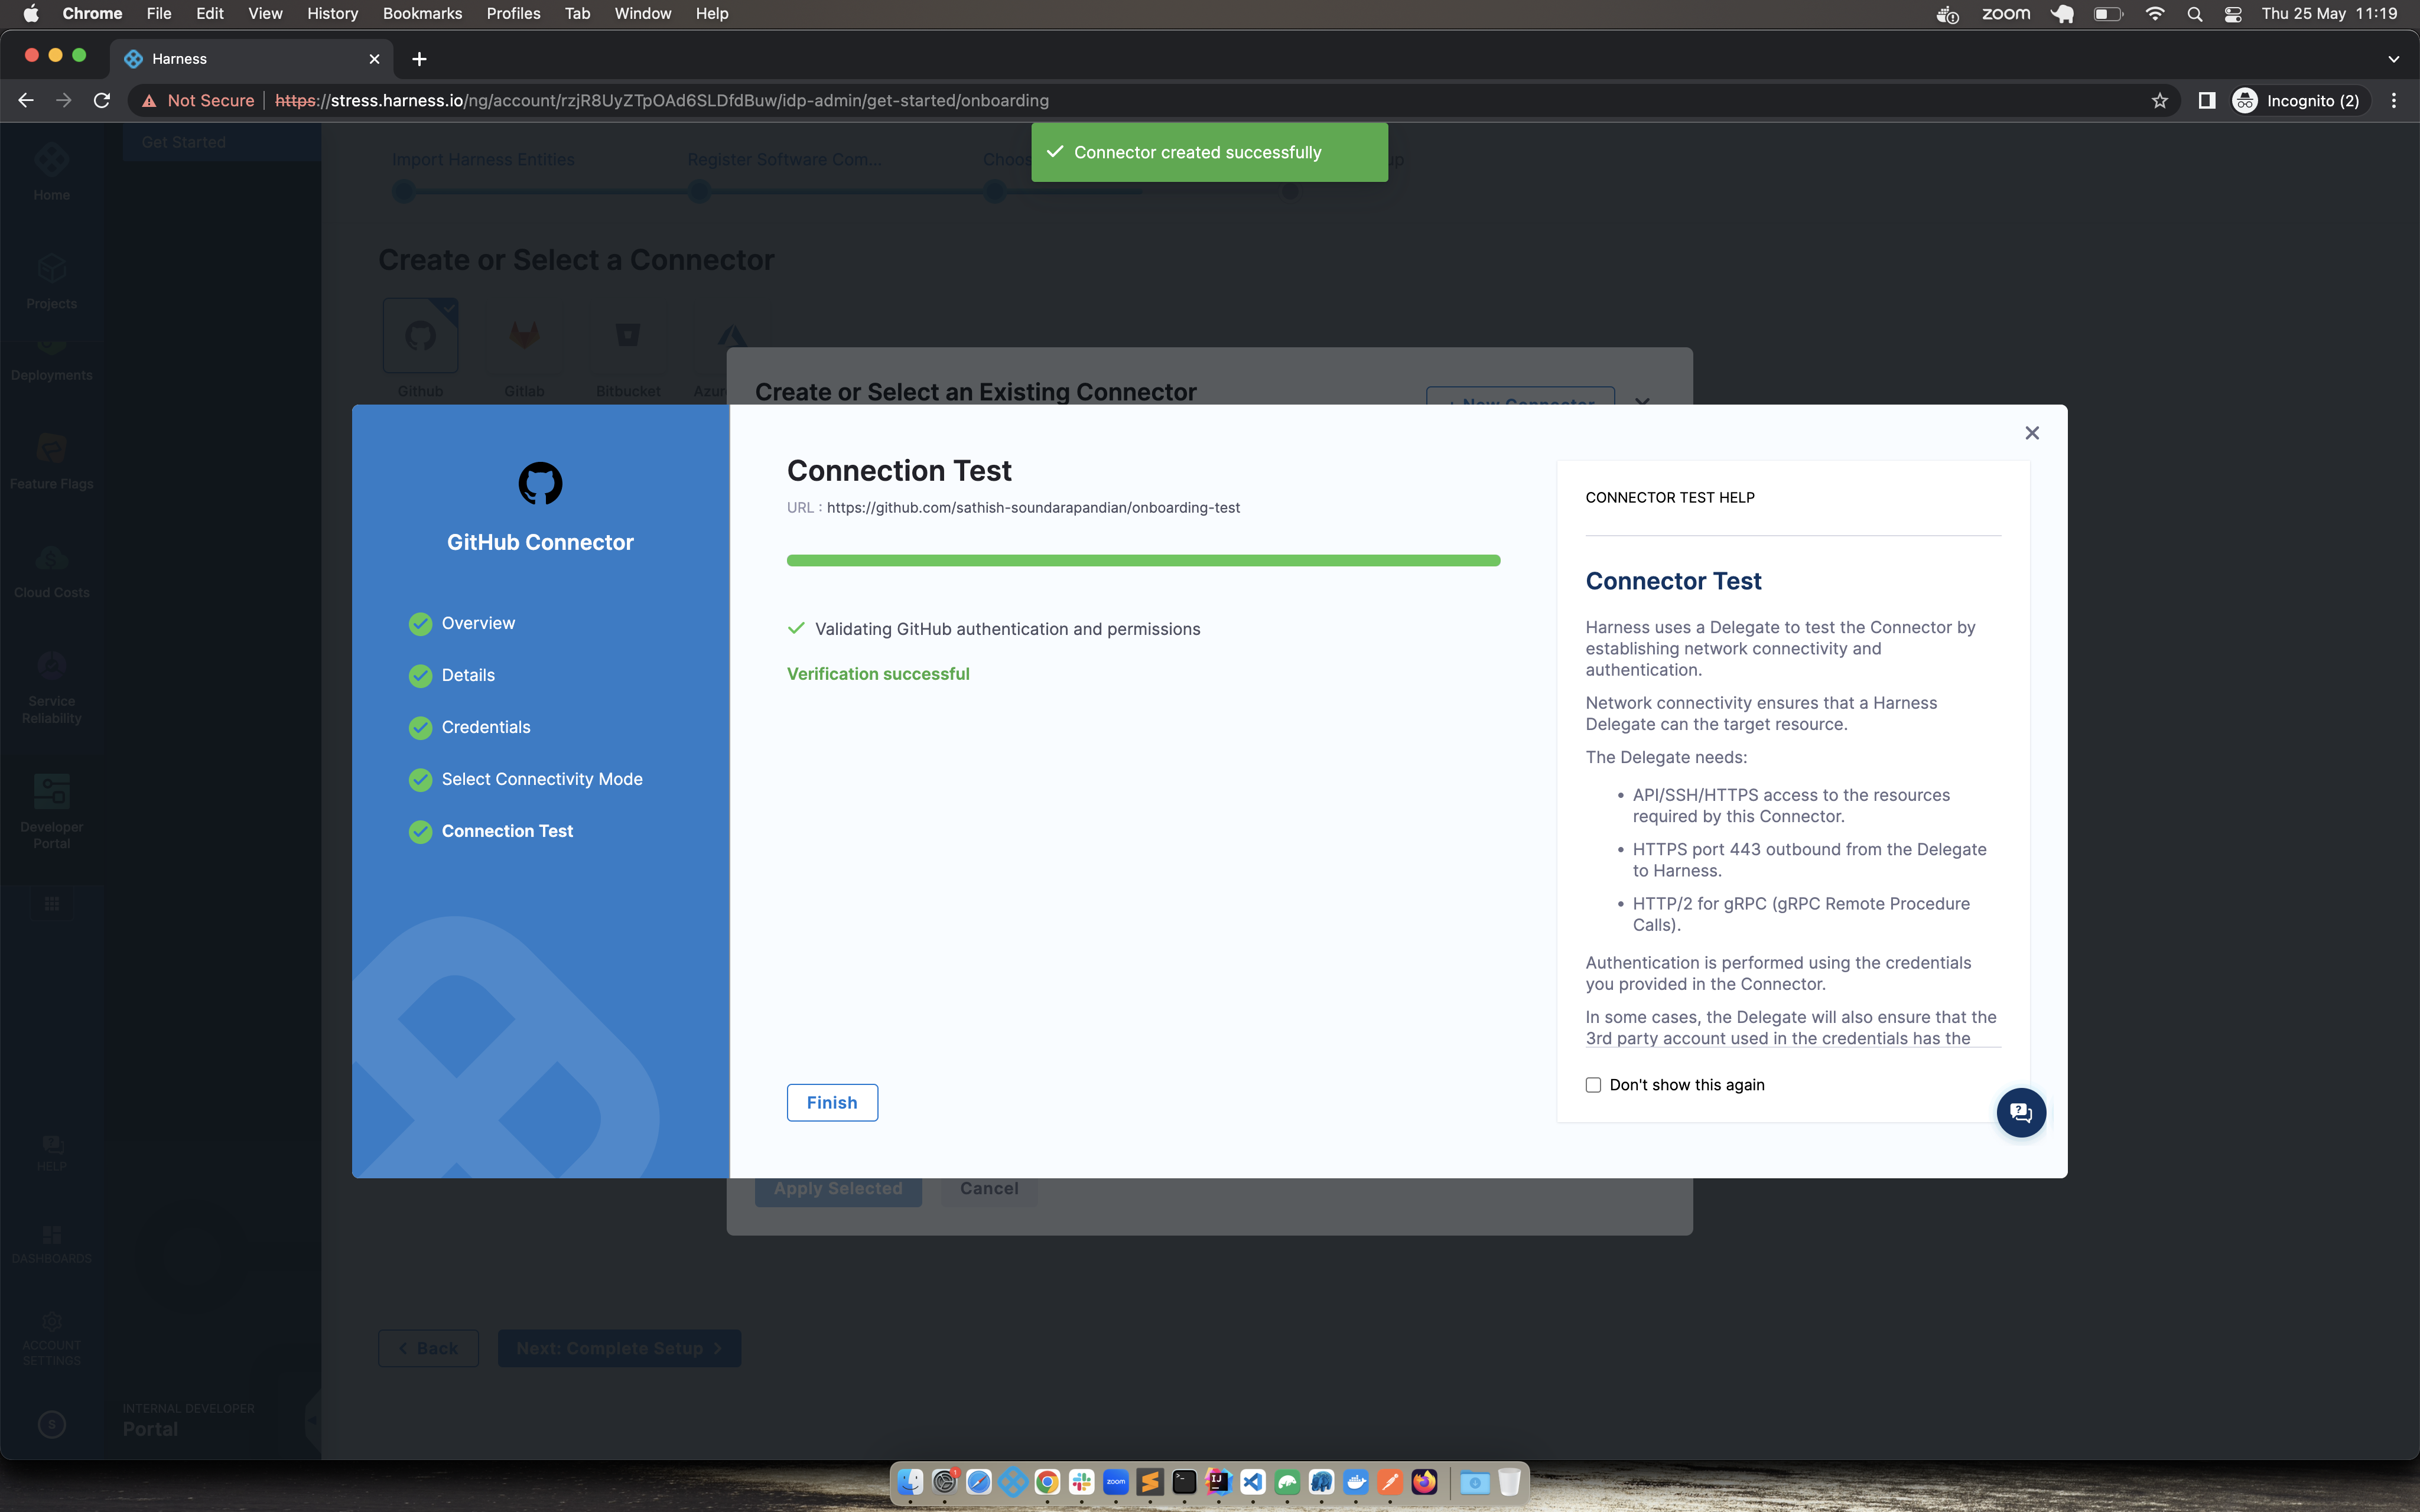 Chrome File Edit View History Bookmarks Profiles Tab Window Help
zoom Thu 25 May 11:19
Harness
Not Secure https://stress.harness.io/ng/account/rzjR8UyZTpOAd6SLDfdBuw/idp-admin/get-started/onboarding
Incognito (2)
Connector created successfully
Get Started
Import Harness Entities
Register Software Com...
Home
Projects
Deployments
Feature Flags
Cloud Costs
Service
Reliability
Developer
Portal
HELP
DASHBOARDS
ACCOUNT
SETTINGS
S
INTERNAL DEVELOPER
Portal
Create or Select a Connector
Github
Gitlab
Bitbucket
Create or Select an Existing Connector
+ New Connector
GitHub Connector
Overview
Details
Credentials
Select Connectivity Mode
Connection Test
Connection Test
URL : https://github.com/sathish-soundarapandian/onboarding-test
Validating GitHub authentication and permissions
Verification successful
Finish
CONNECTOR TEST HELP
Connector Test
Harness uses a Delegate to test the Connector by
establishing network connectivity and
authentication.
Network connectivity ensures that a Harness
Delegate can the target resource.
The Delegate needs:
• API/SSH/HTTPS access to the resources
required by this Connector.
• HTTPS port 443 outbound from the Delegate
to Harness.
• HTTP/2 for gRPC (gRPC Remote Procedure
Calls).
Authentication is performed using the credentials
you provided in the Connector.
In some cases, the Delegate will also ensure that the
3rd party account used in the credentials has the
Don't show this again
Apply Selected
Cancel
Back
Next: Complete Setup
zoom
IJ